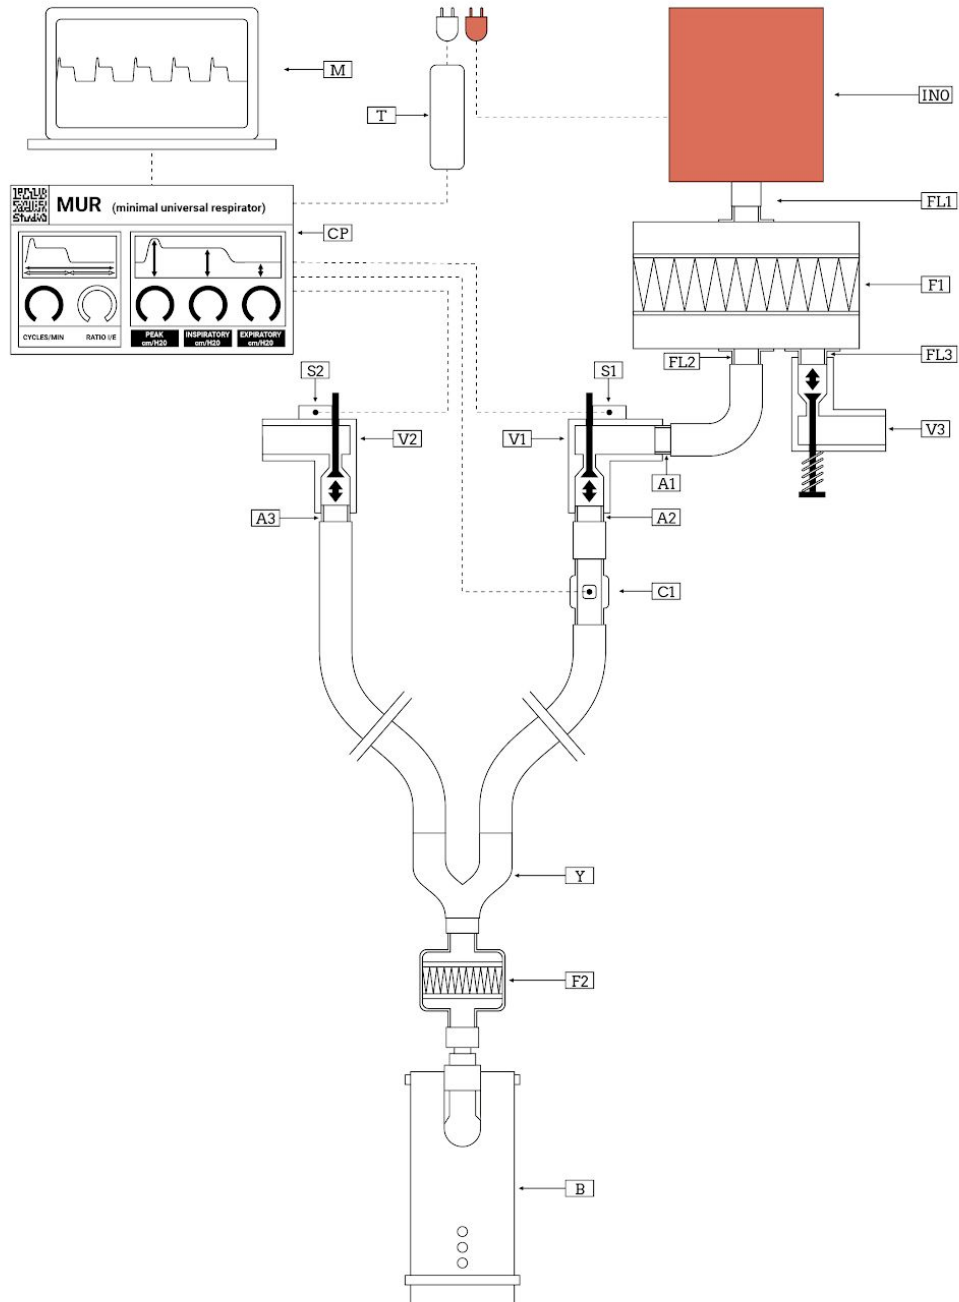 M
T
IN0
FL1
Studio
MUR (minimal universal respirator)
CP
F1
CYCLES/MIN
RATIO I/E
PEAK
cm/H20
INSPIRATORY
cm/H20
EXPIRATORY
cm/H20
FL2
FL3
S2
S1
V2
V1
V3
A1
A3
A2
C1
Y
F2
B